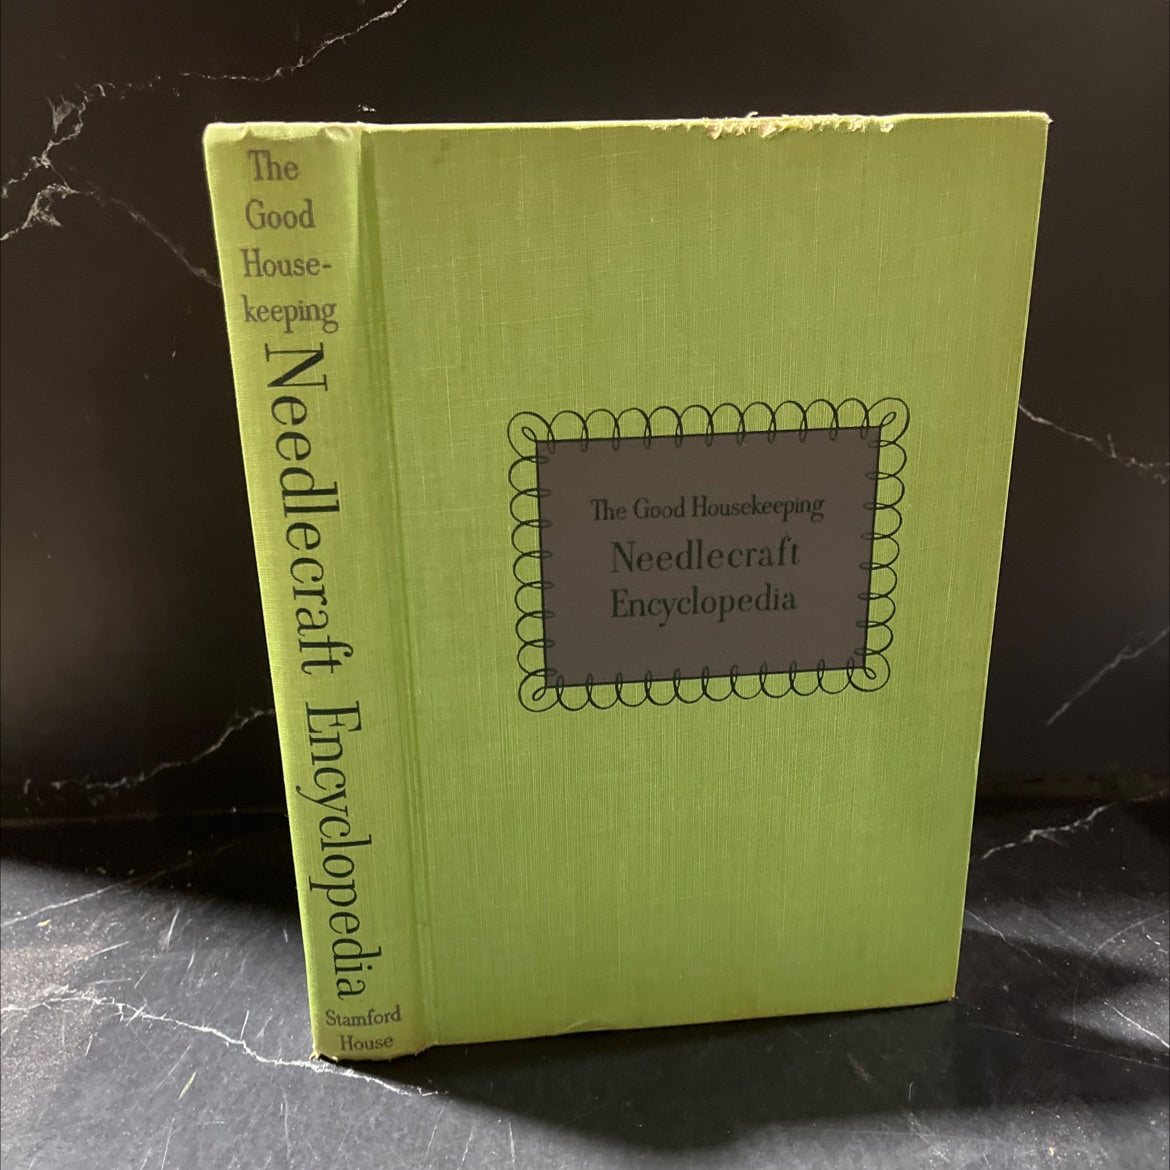 The
Good
House-
keeping
Needlecraft Encyclopedia
Stamford
House
The Good Housekeeping
Needlecraft
Encyclopedia